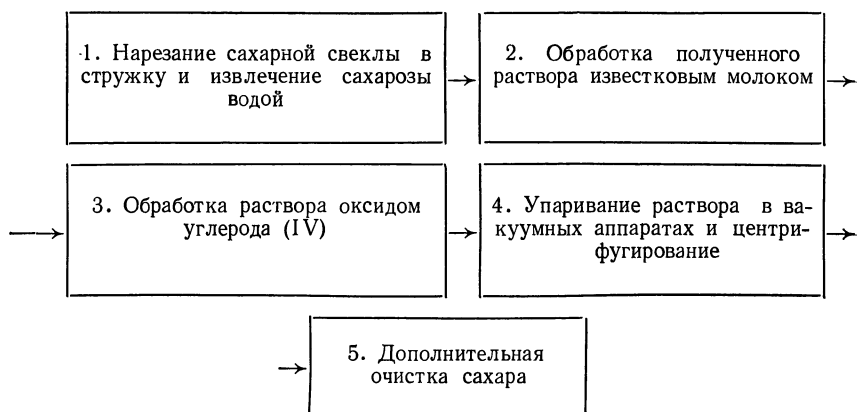 1. Нарезание сахарной свеклы в
стружку и извлечение сахарозы
водой
2. Обработка полученного
раствора известковым молоком
3. Обработка раствора оксидом
углерода (IV)
4. Упаривание раствора в ва-
куумных аппаратах и центри-
фугирование
5. Дополнительная
очистка сахара